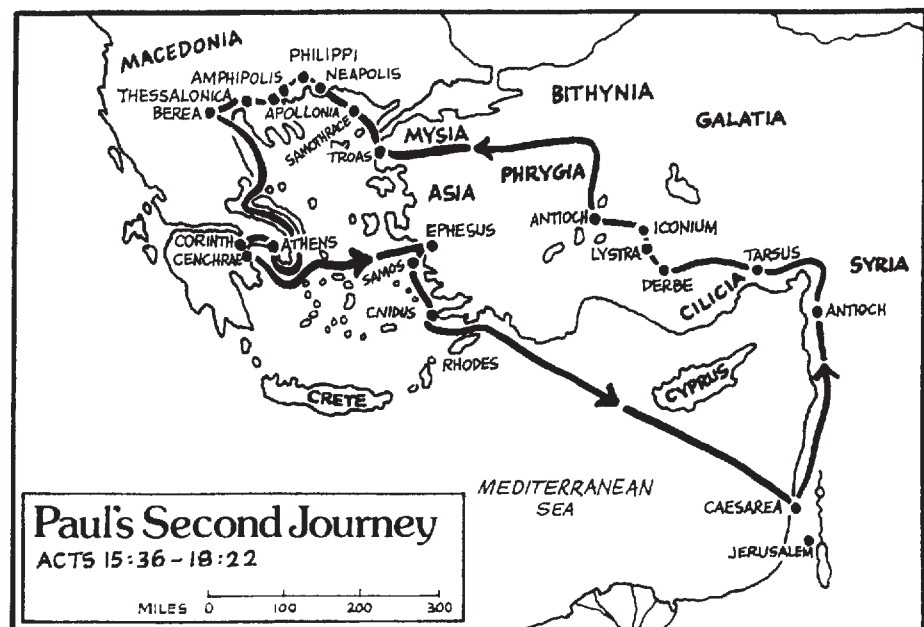 MACEDONIA
PHILIPPI
AMPHIPOLIS
NEAPOLIS
THESSALONICA
APOLLONIA
BEREA
SAMOTHRACE
TROAS
MYSIA
BITHYNIA
GALATIA
PHRYGIA
ASIA
ANTIOCH
ICONIUM
LYSTRA
DERBE
TARSUS
CILICIA
SYRIA
ANTIOCH
CORINTH
ATHENS
CENCHRAE
EPHESUS
SAMOS
CNIDUS
RHODES
CRETE
CYPRUS
MEDITERRANEAN
SEA
CAESAREA
JERUSALEM
Paul's Second Journey
ACTS 15:36-18:22
MILES 0 100 200 300